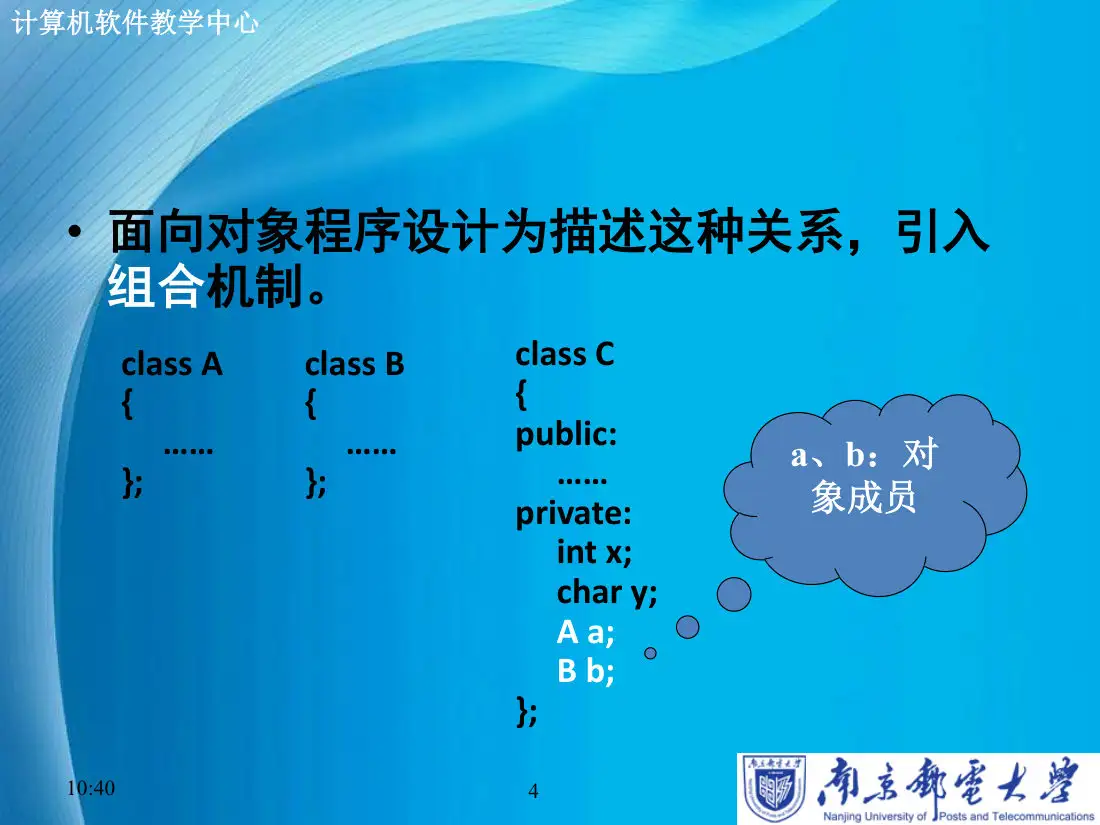 计算机软件教学中心
• 面向对象程序设计为描述这种关系，引入
组合机制。
class A
{
……
};
class B
{
……
};
class C
{
public:
……
private:
int x;
char y;
A a;
B b;
};
a、b：对
象成员
10:40
4
南京邮电大学
Nanjing University of Posts and Telecommunications